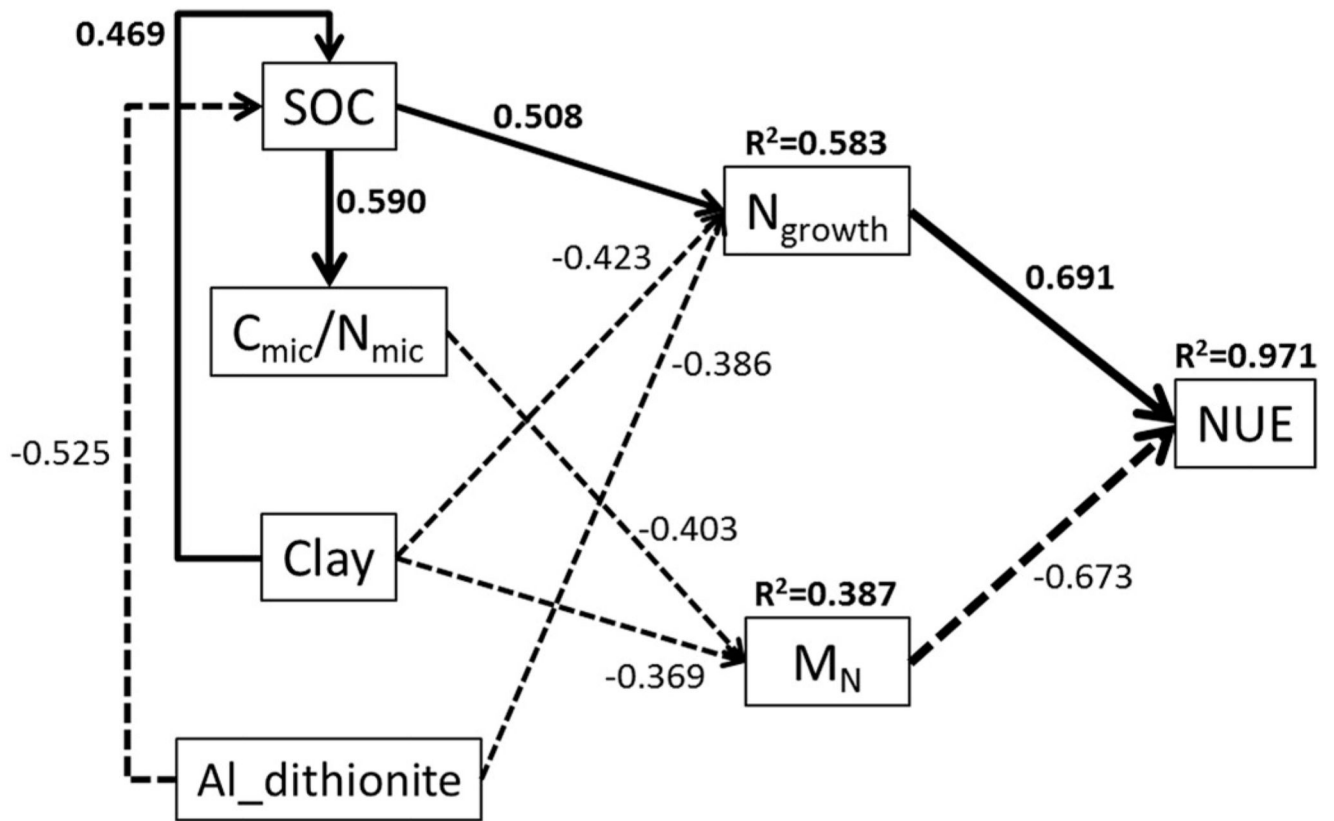 0.469
SOC
0.508
R²=0.583
N_growth
0.590
-0.423
0.691
C_mic/N_mic
-0.386
R²=0.971
NUE
-0.525
Clay
-0.403
R²=0.387
-0.673
-0.369
M_N
Al_dithionite